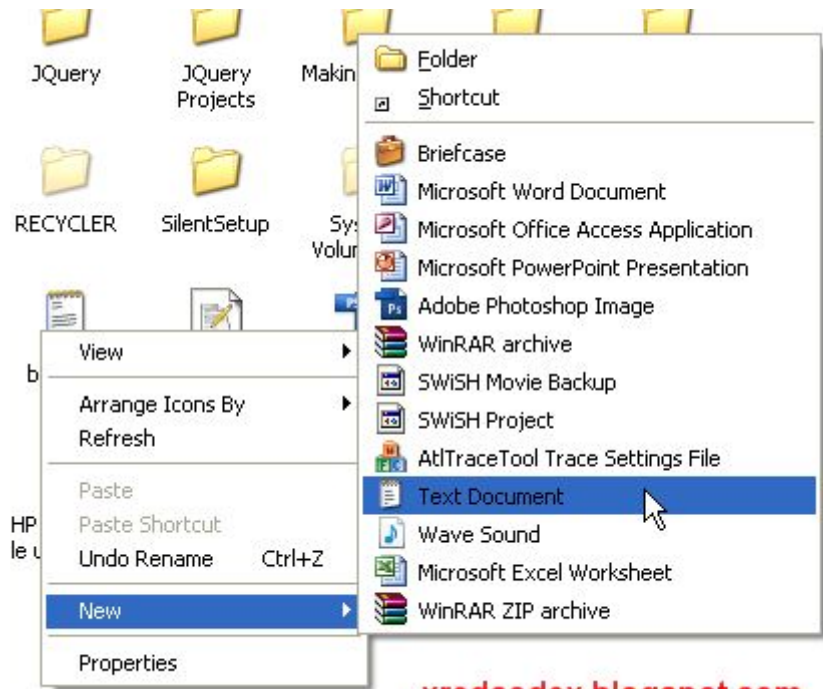 JQuery
JQuery
Projects
Makin
RECYCLER
SilentSetup
Sy
Volu
b
HP
le u
View
Arrange Icons By
Refresh
Paste
Paste Shortcut
Undo Rename Ctrl+Z
New
Properties
Folder
Shortcut
Briefcase
Microsoft Word Document
Microsoft Office Access Application
Microsoft PowerPoint Presentation
Adobe Photoshop Image
WinRAR archive
SWiSH Movie Backup
SWiSH Project
AtlTraceTool Trace Settings File
Text Document
Wave Sound
Microsoft Excel Worksheet
WinRAR ZIP archive